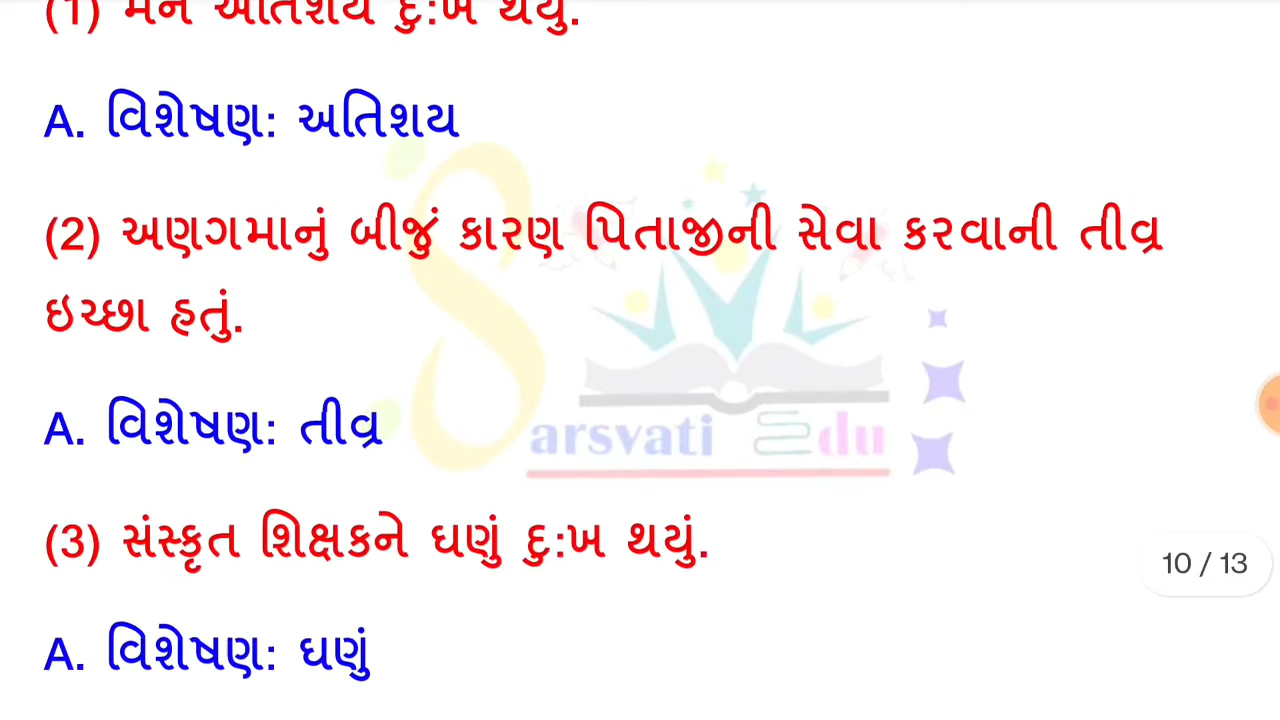 (1) મને અતિશય દુ:ખ થયું.
A. વિશેષણ: અતિશય
(2) અણગમાનું બીજું કારણ પિતાજીની સેવા કરવાની તીવ્ર
ઇચ્છા હતું.
A. વિશેષણ: તીવ્ર
arsvati Edu
(3) સંસ્કૃત શિક્ષકને ઘણું દુ:ખ થયું.
10 / 13
A. વિશેષણ: ઘણું